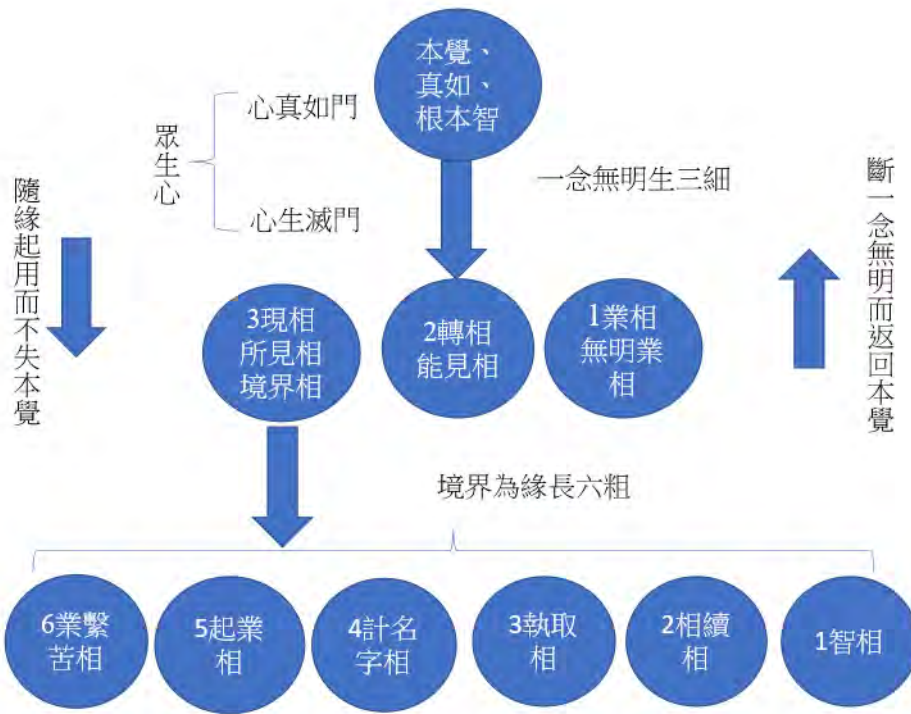 本覺、
真如、
根本智
心真如門
眾生心
心生滅門
一念無明生三細
隨緣起用而不失本覺
斷一念無明而返回本覺
3現相
所見相
境界相
2轉相
能見相
1業相
無明業
相
境界為緣長六粗
6業繫
苦相
5起業
相
4計名
字相
3執取
相
2相續
相
1智相